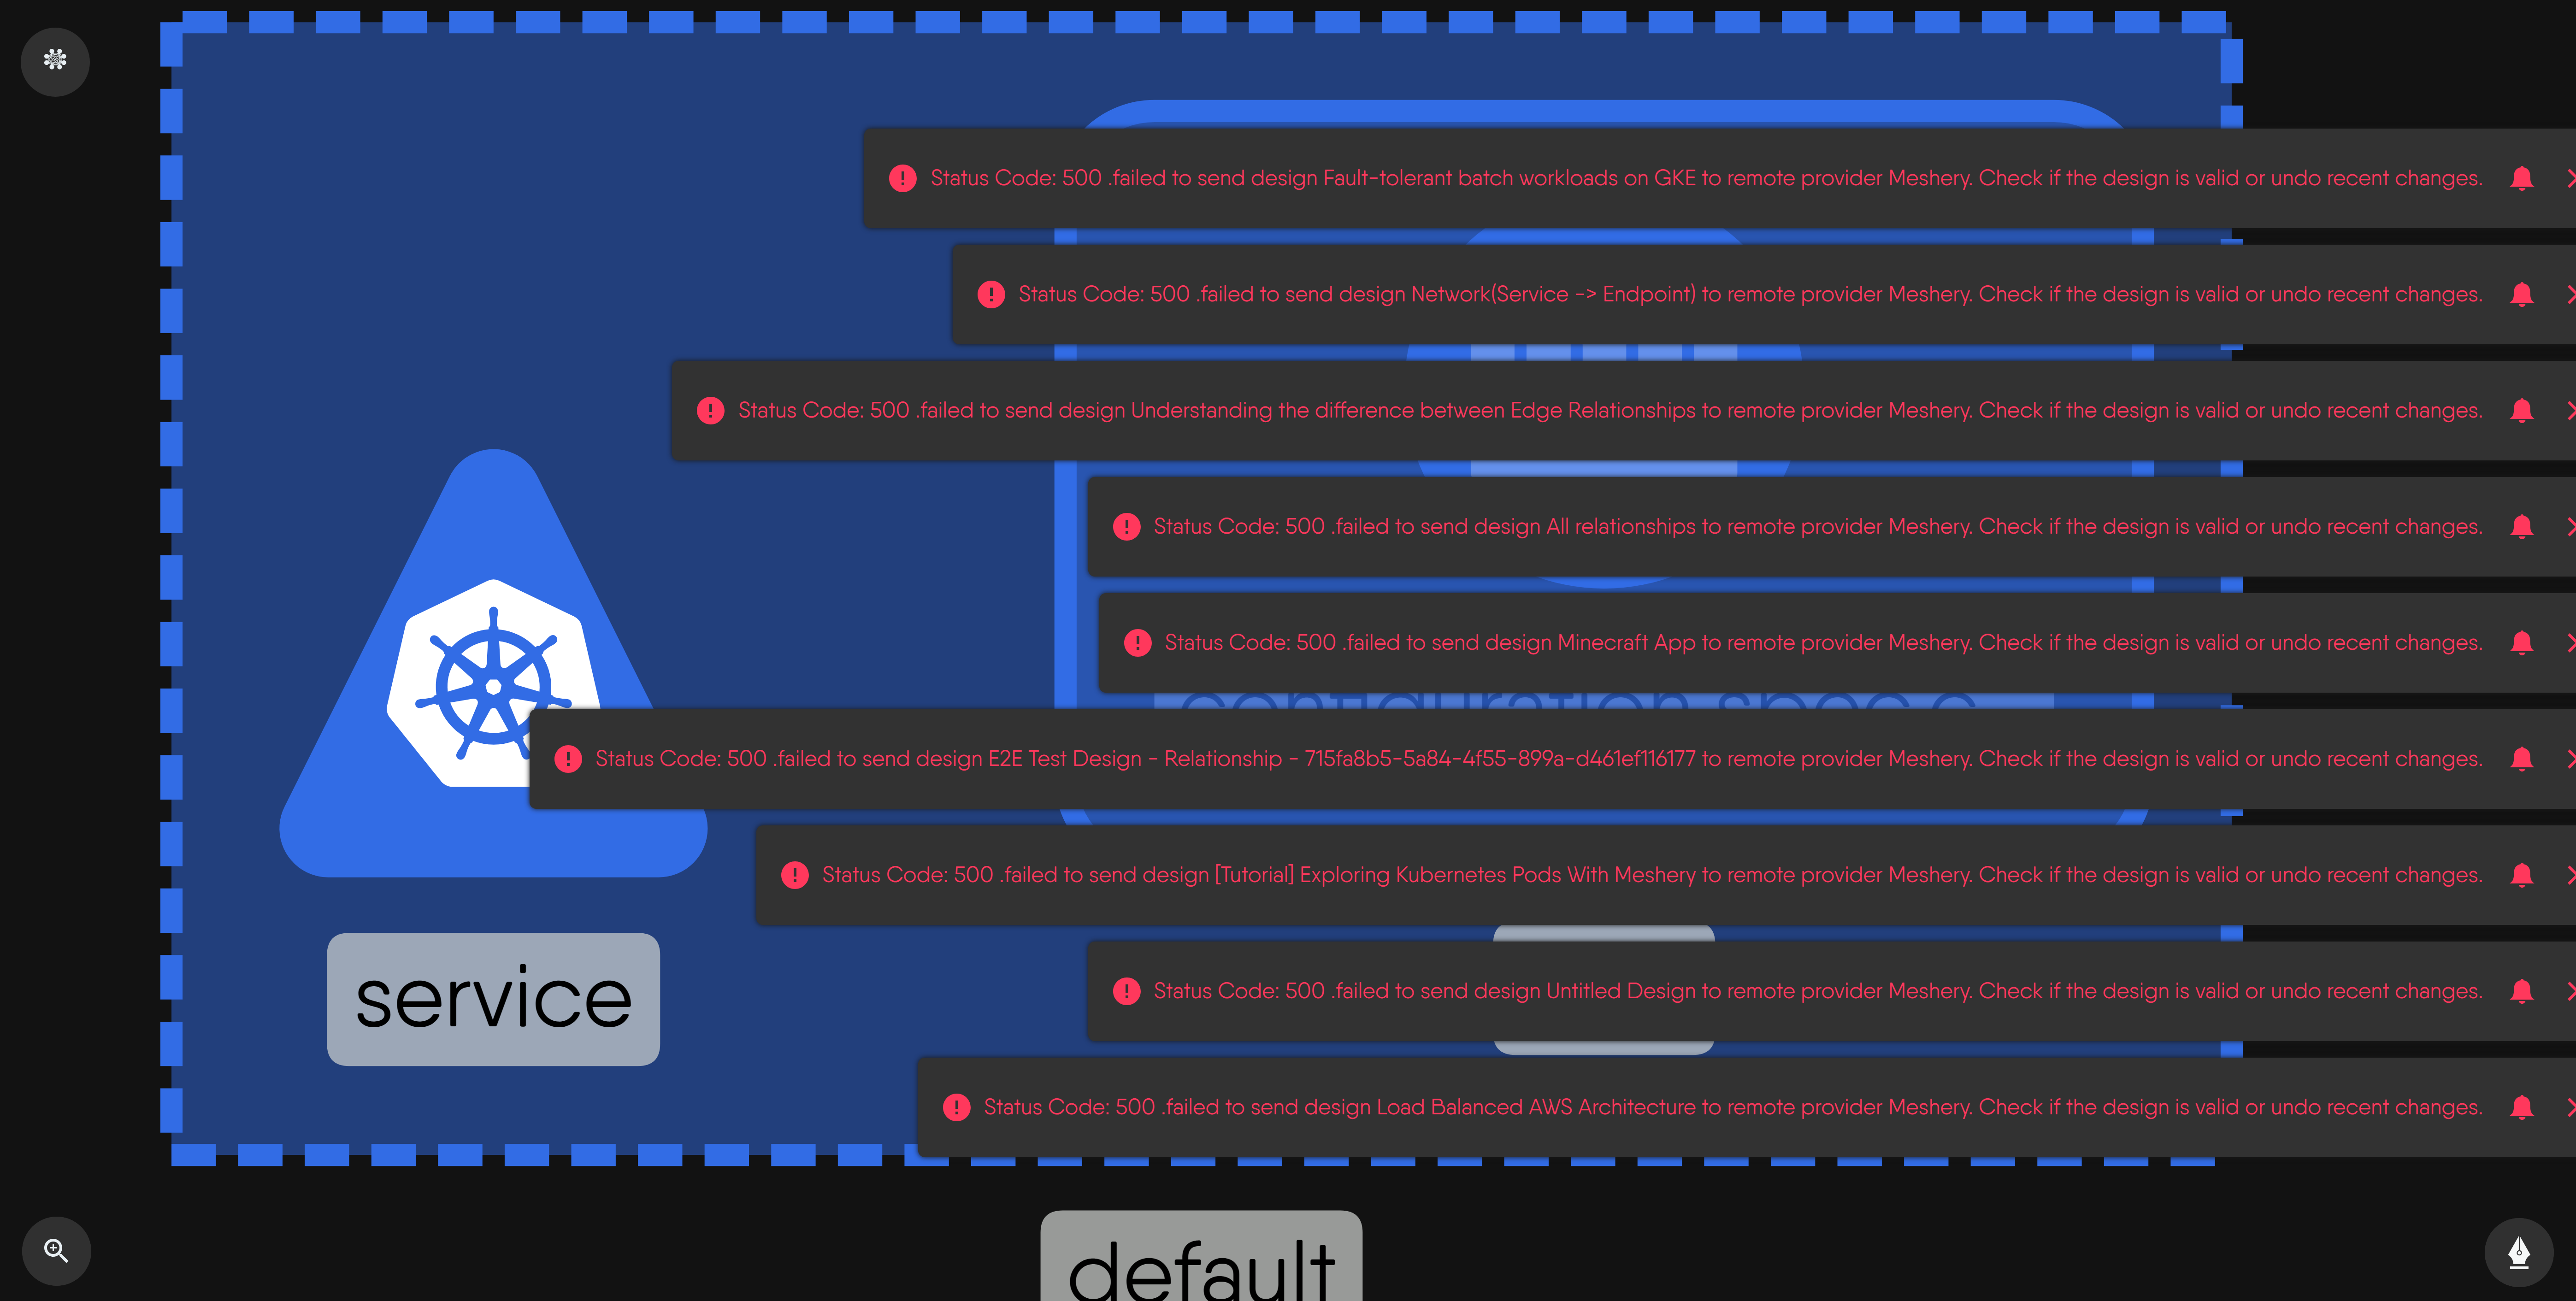 Status Code: 500 .failed to send design Fault-tolerant batch workloads on GKE to remote provider Meshery. Check if the design is valid or undo recent changes.
Status Code: 500 .failed to send design Network(Service -> Endpoint) to remote provider Meshery. Check if the design is valid or undo recent changes.
Status Code: 500 .failed to send design Understanding the difference between Edge Relationships to remote provider Meshery. Check if the design is valid or undo recent changes.
Status Code: 500 .failed to send design All relationships to remote provider Meshery. Check if the design is valid or undo recent changes.
Status Code: 500 .failed to send design Minecraft App to remote provider Meshery. Check if the design is valid or undo recent changes.
Status Code: 500 .failed to send design E2E Test Design - Relationship - 715fa8b5-5a84-4f55-899a-d461ef116177 to remote provider Meshery. Check if the design is valid or undo recent changes.
Status Code: 500 .failed to send design [Tutorial] Exploring Kubernetes Pods With Meshery to remote provider Meshery. Check if the design is valid or undo recent changes.
service
Status Code: 500 .failed to send design Untitled Design to remote provider Meshery. Check if the design is valid or undo recent changes.
Status Code: 500 .failed to send design Load Balanced AWS Architecture to remote provider Meshery. Check if the design is valid or undo recent changes.
default